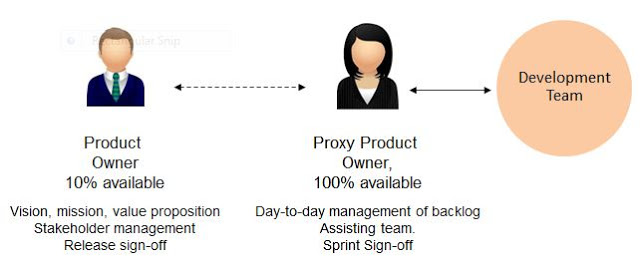 Rectangular Snip
Development
Team
Product
Owner
10% available
Proxy Product
Owner,
100% available
Vision, mission, value proposition
Stakeholder management
Release sign-off
Day-to-day management of backlog
Assisting team.
Sprint Sign-off